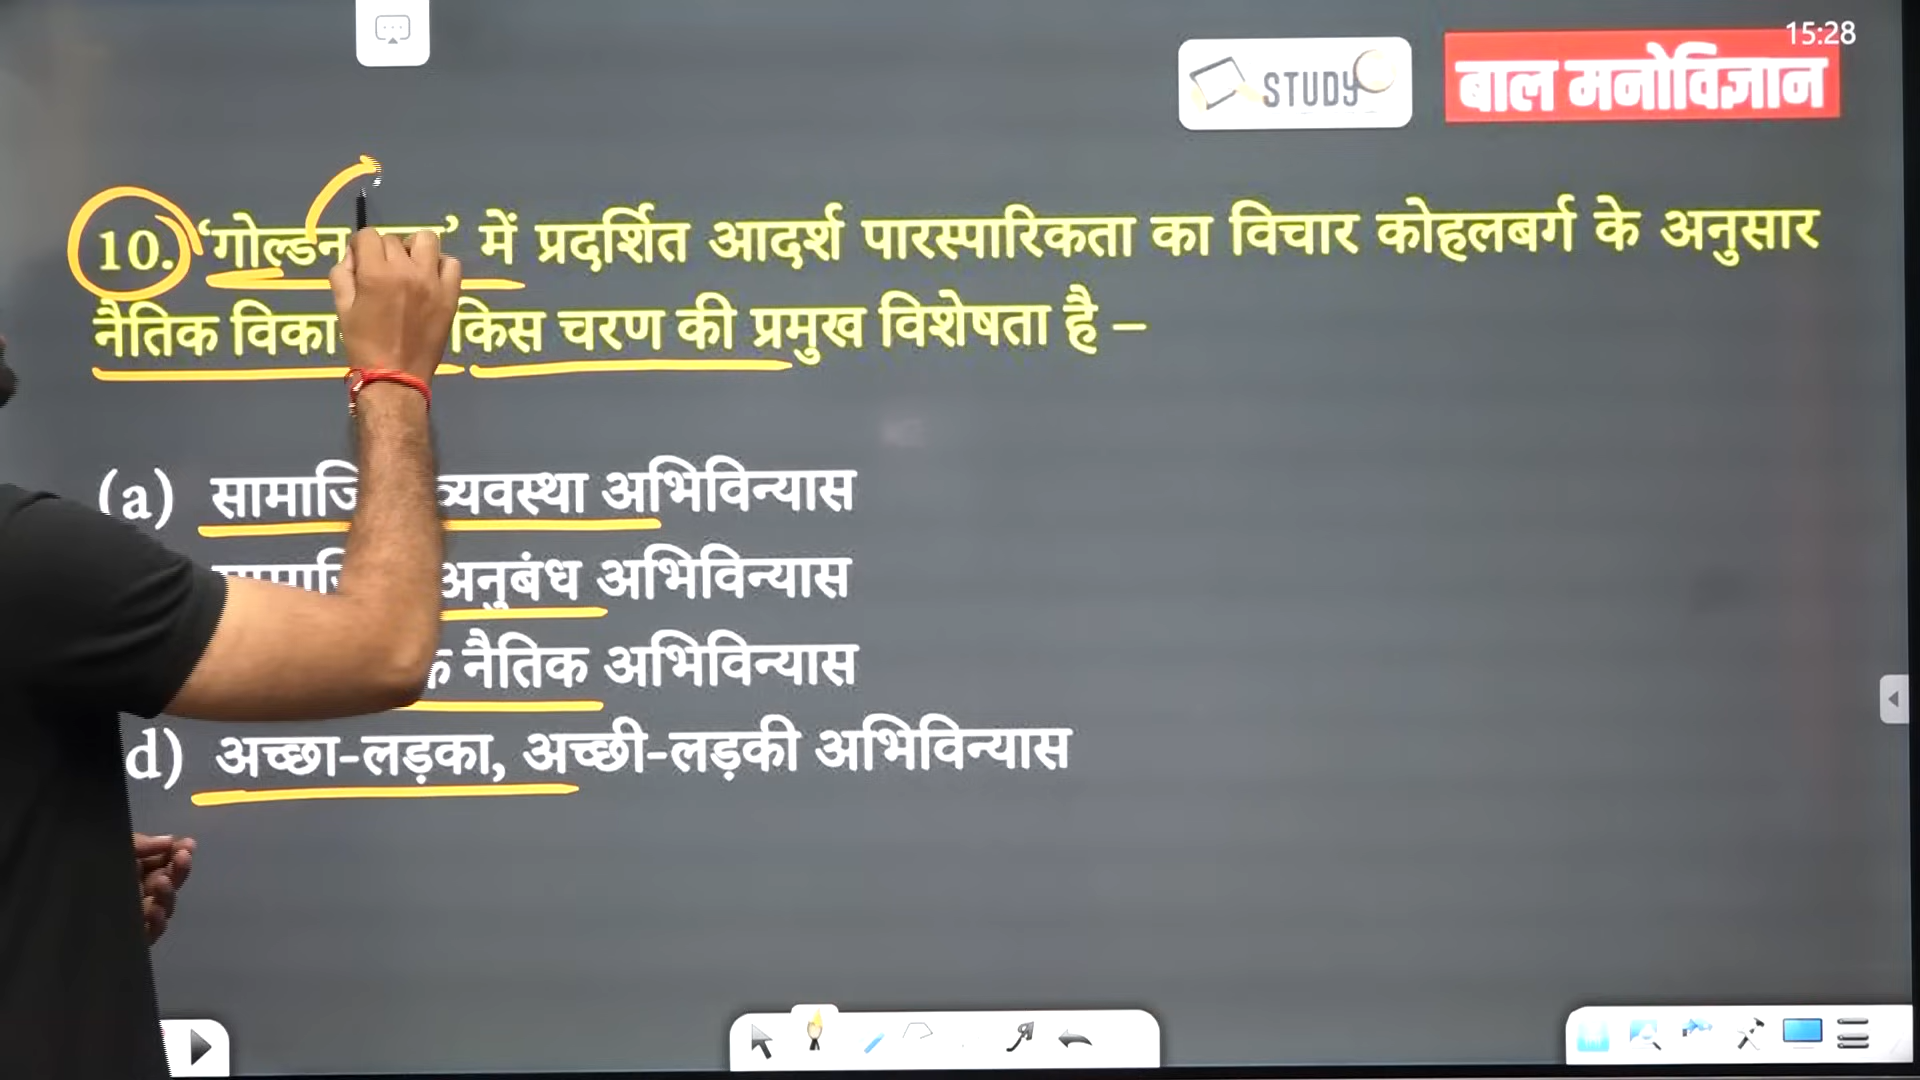 15:28
STUDY
बाल मनोविज्ञान
10. ‘गोल्डन ’ में प्रदर्शित आदर्श पारस्पारिकता का विचार कोहलबर्ग के अनुसार
नैतिक किस चरण की प्रमुख विशेषता है –
(a) व्यवस्था अभिविन्यास
अनुबंध अभिविन्यास
नैतिक अभिविन्यास
d) अच्छा-लड़का, अच्छी-लड़की अभिविन्यास